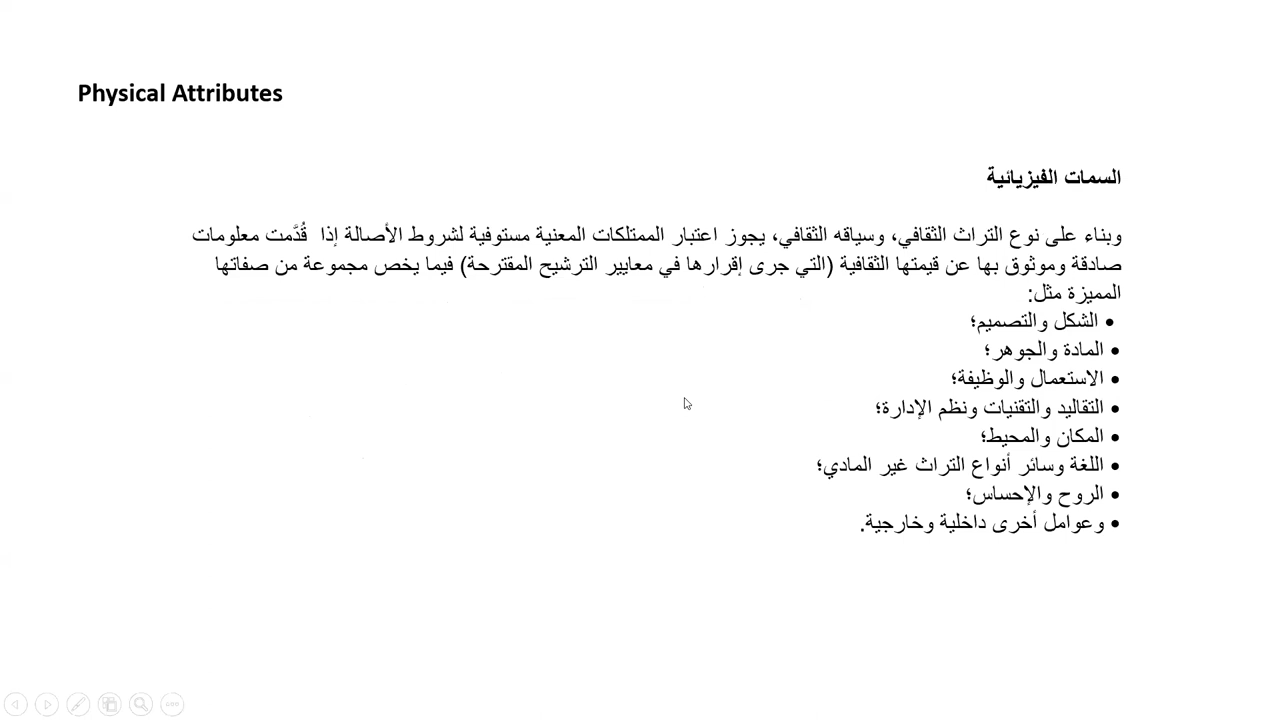 Physical Attributes
السمات الفيزيائية
وبناء على نوع التراث الثقافي، وسياقه الثقافي، يجوز اعتبار الممتلكات المعنية مستوفية لشروط الأصالة إذا قُدَّمت معلومات
صادقة وموثوق بها عن قيمتها الثقافية (التي جرى إقرارها في معايير الترشيح المقترحة) فيما يخص مجموعة من صفاتها
المميزة مثل:
• الشكل والتصميم؛
• المادة والجوهر؛
• الاستعمال والوظيفة؛
• التقاليد والتقنيات ونظم الإدارة؛
• المكان والمحيط؛
• اللغة وسائر أنواع التراث غير المادي؛
• الروح والإحساس؛
• وعوامل أخرى داخلية وخارجية.